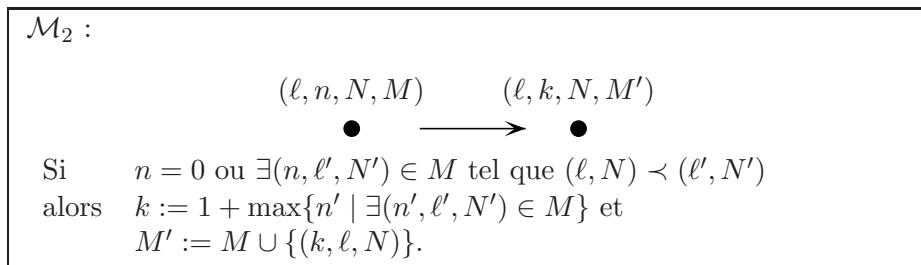 ℳ₂ :
(ℓ, n, N, M) (ℓ, k, N, M′)
Si n = 0 ou ∃(n, ℓ′, N′) ∈ M tel que (ℓ, N) ≺ (ℓ′, N′)
alors k := 1 + max{n′ | ∃(n′, ℓ′, N′) ∈ M} et
M′ := M ∪ {(k, ℓ, N)}.